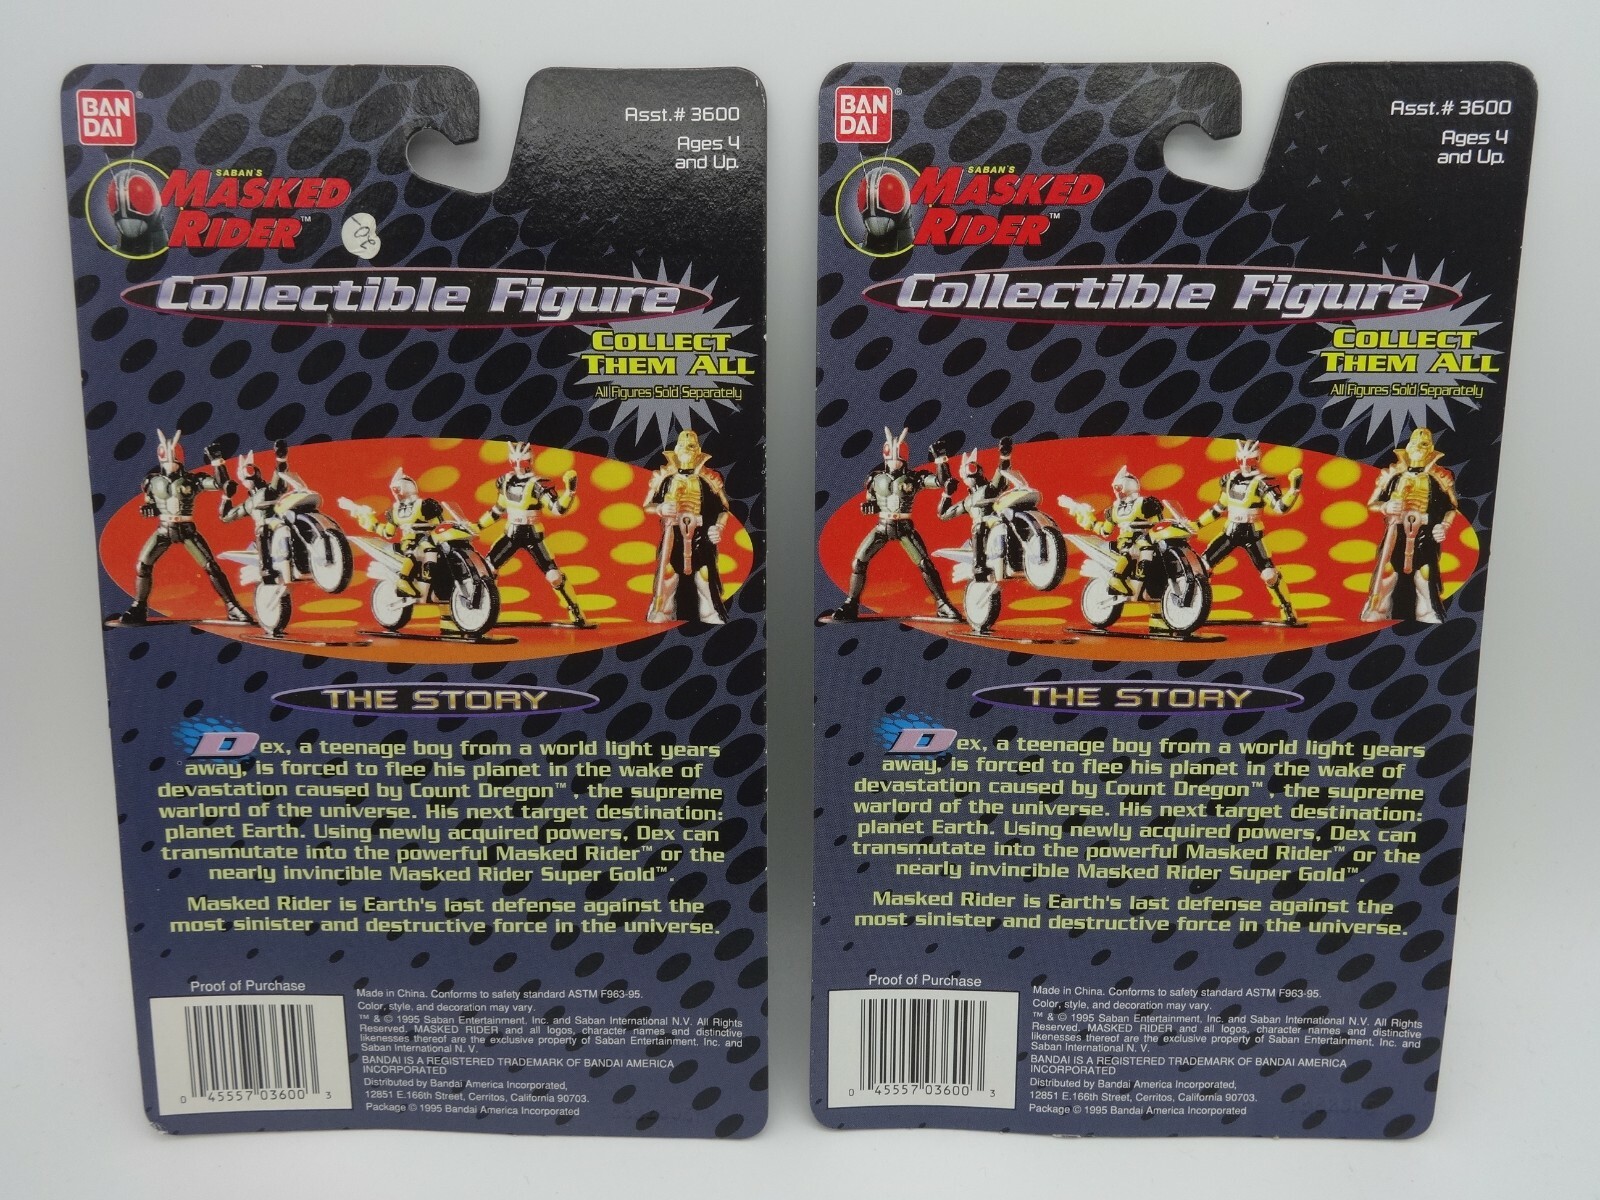 BAN
DAI
®
Asst.# 3600
Ages 4
and Up.
SABAN'S
MASKED
RIDER™
Collectible Figure
COLLECT
THEM ALL
All Figures Sold Separately
THE STORY
Dex, a teenage boy from a world light years
away, is forced to flee his planet in the wake of
devastation caused by Count Dregon™, the supreme
warlord of the universe. His next target destination:
planet Earth. Using newly acquired powers, Dex can
transmutate into the powerful Masked Rider™ or the
nearly invincible Masked Rider Super Gold™.
Masked Rider is Earth's last defense against the
most sinister and destructive force in the universe.
Proof of Purchase
0 45557 03600 3
Made in China. Conforms to safety standard ASTM F963-95.
Color, style, and decoration may vary.
™ & © 1995 Saban Entertainment, Inc. and Saban International N.V. All Rights
Reserved. MASKED RIDER and all logos, character names and distinctive
likenesses thereof are the exclusive property of Saban Entertainment, Inc. and
Saban International N. V.
BANDAI IS A REGISTERED TRADEMARK OF BANDAI AMERICA
INCORPORATED
Distributed by Bandai America Incorporated,
12851 E.166th Street, Cerritos, California 90703.
Package © 1995 Bandai America Incorporated
BAN
DAI
®
Asst.# 3600
Ages 4
and Up.
SABAN'S
MASKED
RIDER™
Collectible Figure
COLLECT
THEM ALL
All Figures Sold Separately
THE STORY
Dex, a teenage boy from a world light years
away, is forced to flee his planet in the wake of
devastation caused by Count Dregon™, the supreme
warlord of the universe. His next target destination:
planet Earth. Using newly acquired powers, Dex can
transmutate into the powerful Masked Rider™ or the
nearly invincible Masked Rider Super Gold™.
Masked Rider is Earth's last defense against the
most sinister and destructive force in the universe.
Proof of Purchase
0 45557 03600 3
Made in China. Conforms to safety standard ASTM F963-95.
Color, style, and decoration may vary.
™ & © 1995 Saban Entertainment, Inc. and Saban International N.V. All Rights
Reserved. MASKED RIDER and all logos, character names and distinctive
likenesses thereof are the exclusive property of Saban Entertainment, Inc. and
Saban International N. V.
BANDAI IS A REGISTERED TRADEMARK OF BANDAI AMERICA
INCORPORATED
Distributed by Bandai America Incorporated,
12851 E.166th Street, Cerritos, California 90703.
Package © 1995 Bandai America Incorporated